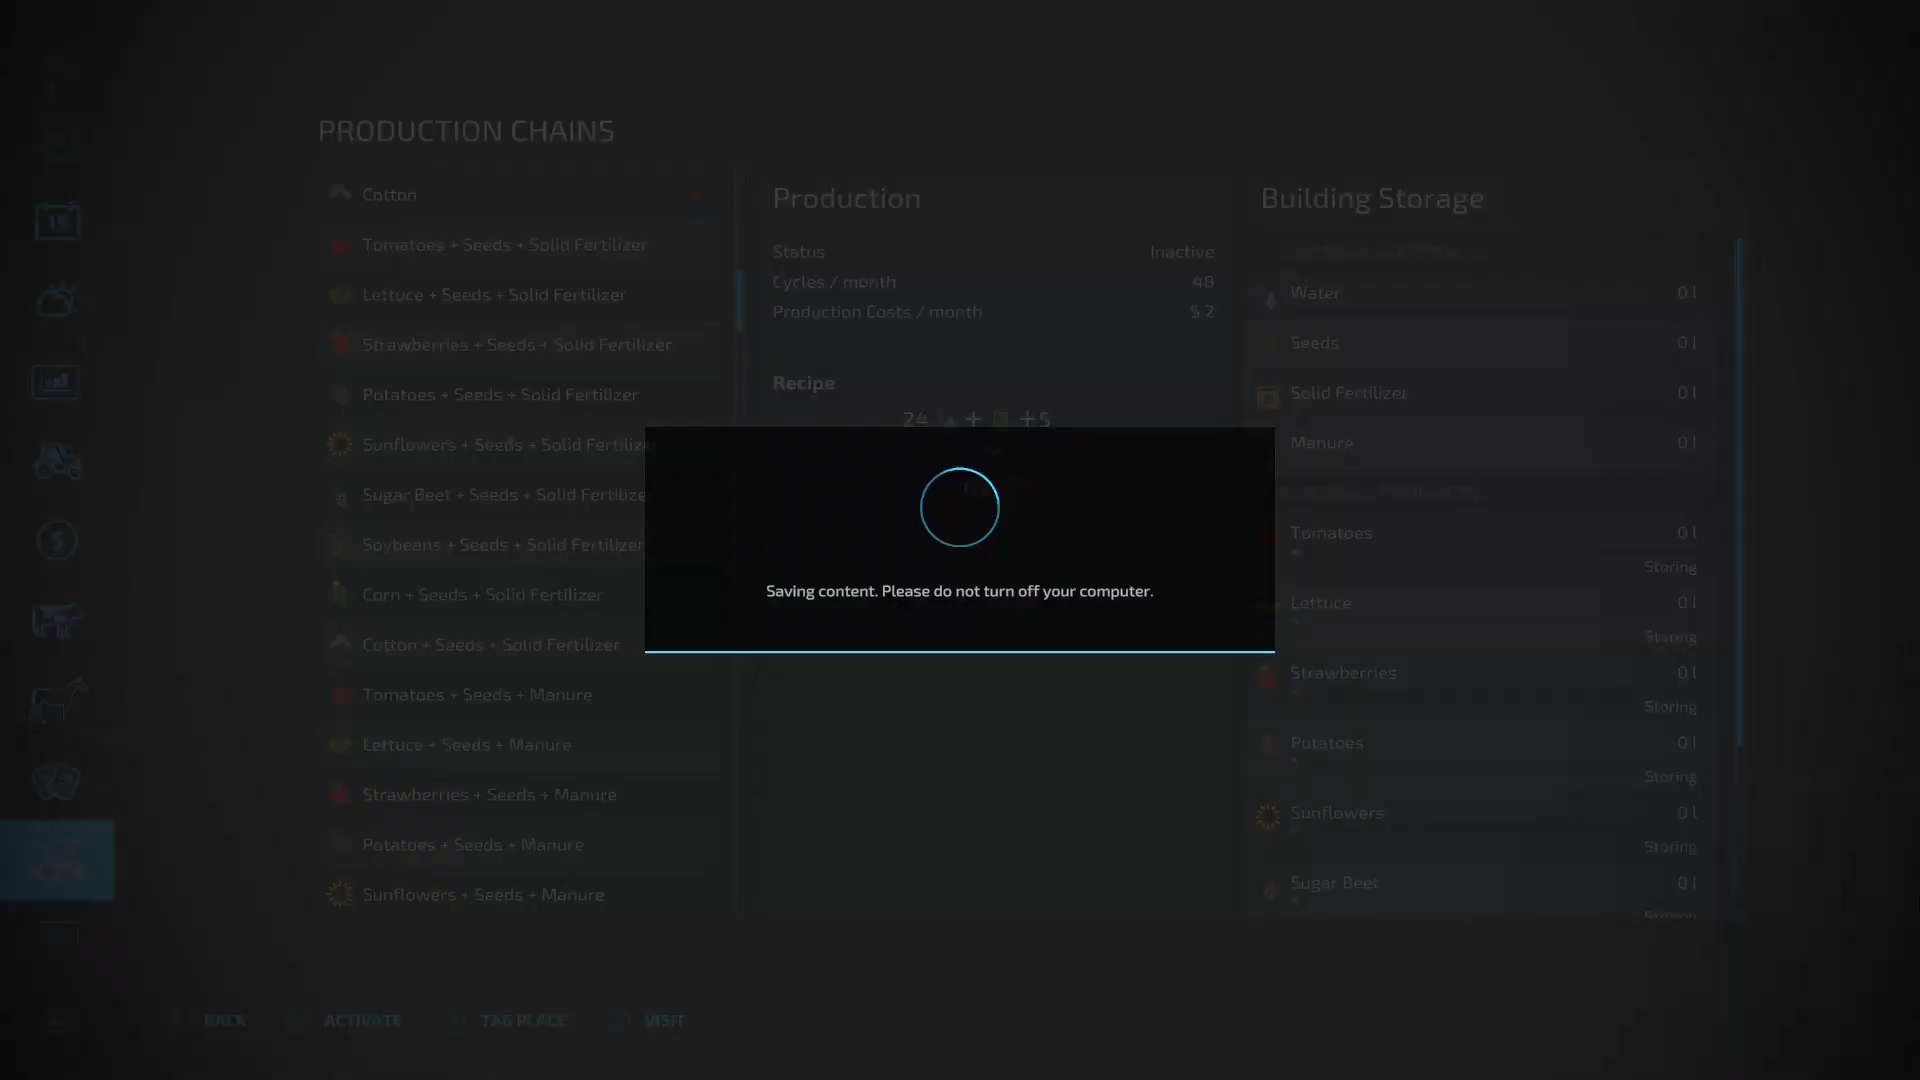 PRODUCTION CHAINS
Cotton
Tomatoes + Seeds + Solid Fertilizer
Lettuce + Seeds + Solid Fertilizer
Strawberries + Seeds + Solid Fertilizer
Potatoes + Seeds + Solid Fertilizer
Sunflowers + Seeds + Solid Fertilize
Sugar Beet + Seeds + Solid Fertilize
Soybeans + Seeds + Solid Fertilizer
Corn + Seeds + Solid Fertilizer
Cotton + Seeds + Solid Fertilizer
Tomatoes + Seeds + Manure
Lettuce + Seeds + Manure
Strawberries + Seeds + Manure
Potatoes + Seeds + Manure
Sunflowers + Seeds + Manure
Production
Status Inactive
Cycles / month 48
Production Costs / month $ 2
Recipe
24 + +5
Saving content. Please do not turn off your computer.
Building Storage
Water 0 l
Seeds 0 l
Solid Fertilizer 0 l
Manure 0 l
Tomatoes 0 l
Storing
Lettuce 0 l
Storing
Strawberries 0 l
Storing
Potatoes 0 l
Storing
Sunflowers 0 l
Storing
Sugar Beet 0 l
15
$
BACK ACTIVATE TAG PLACE VISIT